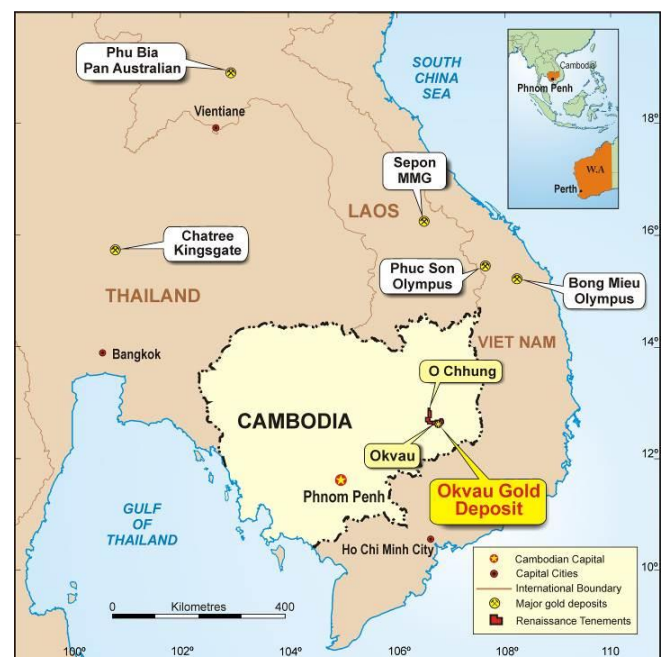 Phu Bia
Pan Australian
Vientiane
SOUTH
CHINA
SEA
Cambodia
Phnom Penh
W.A
Perth
18°
Sepon
MMG
LAOS
Chatree
Kingsgate
16°
Phuc Son
Olympus
Bong Mieu
Olympus
THAILAND
VIET NAM
14°
Bangkok
O Chhung
CAMBODIA
Okvau
12°
Phnom Penh
Okvau Gold
Deposit
GULF
OF
THAILAND
Ho Chi Minh City
10°
0 Kilometres 400
Cambodian Capital
Capital Cities
International Boundary
Major gold deposits
Renaissance Tenements
100° 102° 104° 106° 108° 110